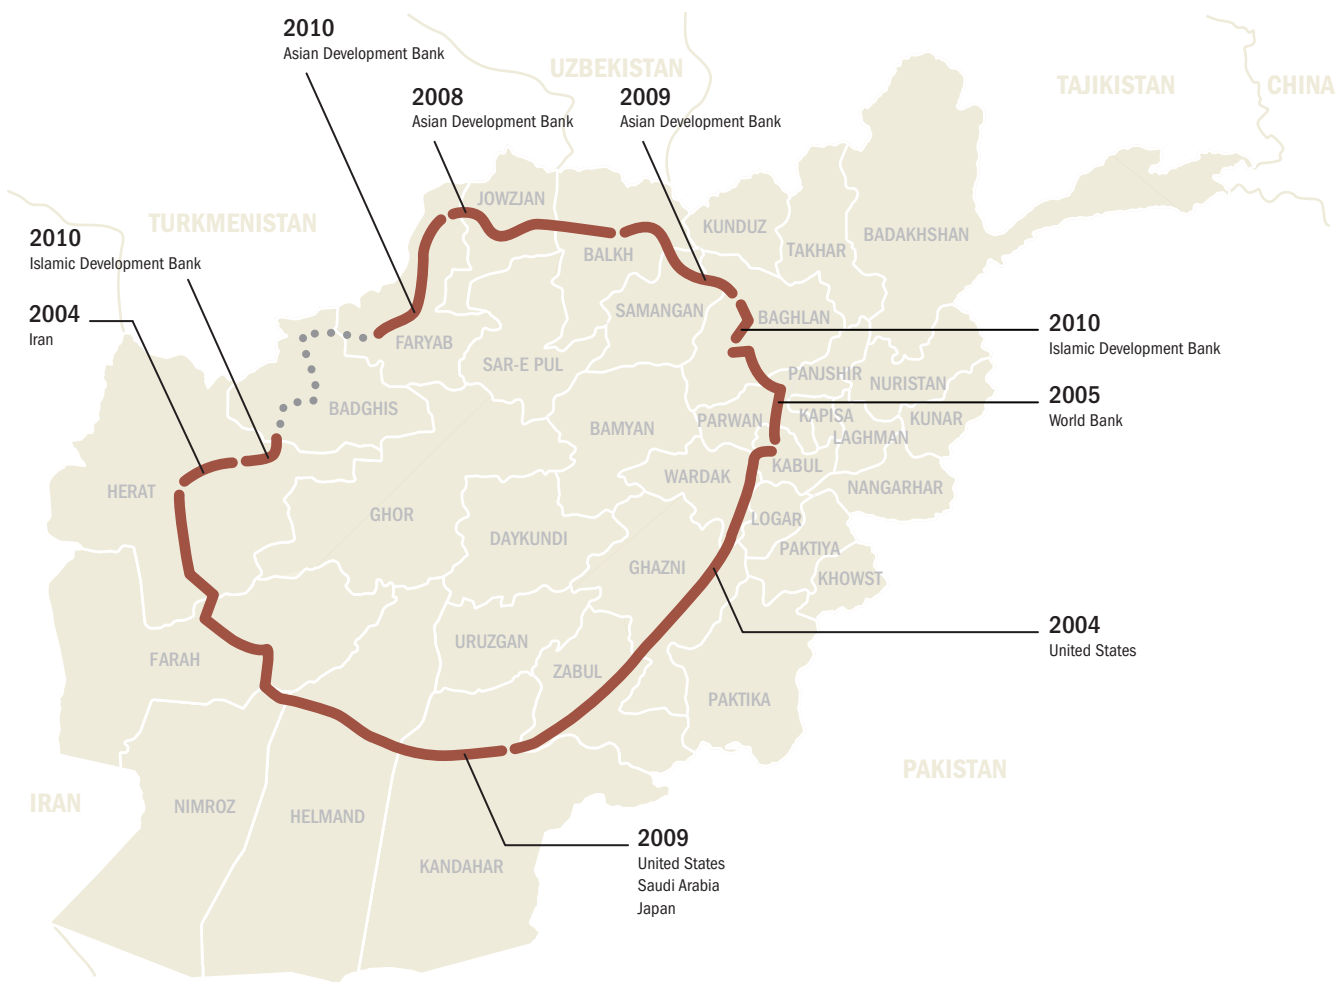 2010
Asian Development Bank
2008
Asian Development Bank
2009
Asian Development Bank
UZBEKISTAN
TAJIKISTAN
CHINA
TURKMENISTAN
2010
Islamic Development Bank
2004
Iran
JOWZJAN
BALKH
KUNDUZ
TAKHAR
BADAKHSHAN
SAMANGAN
BAGHLAN
2010
Islamic Development Bank
FARYAB
SAR-E PUL
PANJSHIR
NURISTAN
2005
World Bank
BADGHIS
BAMYAN
PARWAN
KAPISA
KUNAR
LAGHMAN
HERAT
WARDAK
KABUL
NANGARHAR
GHOR
DAYKUNDI
LOGAR
PAKTIYA
GHAZNI
KHOWST
2004
United States
FARAH
URUZGAN
ZABUL
PAKTIKA
PAKISTAN
IRAN
NIMROZ
HELMAND
KANDAHAR
2009
United States
Saudi Arabia
Japan